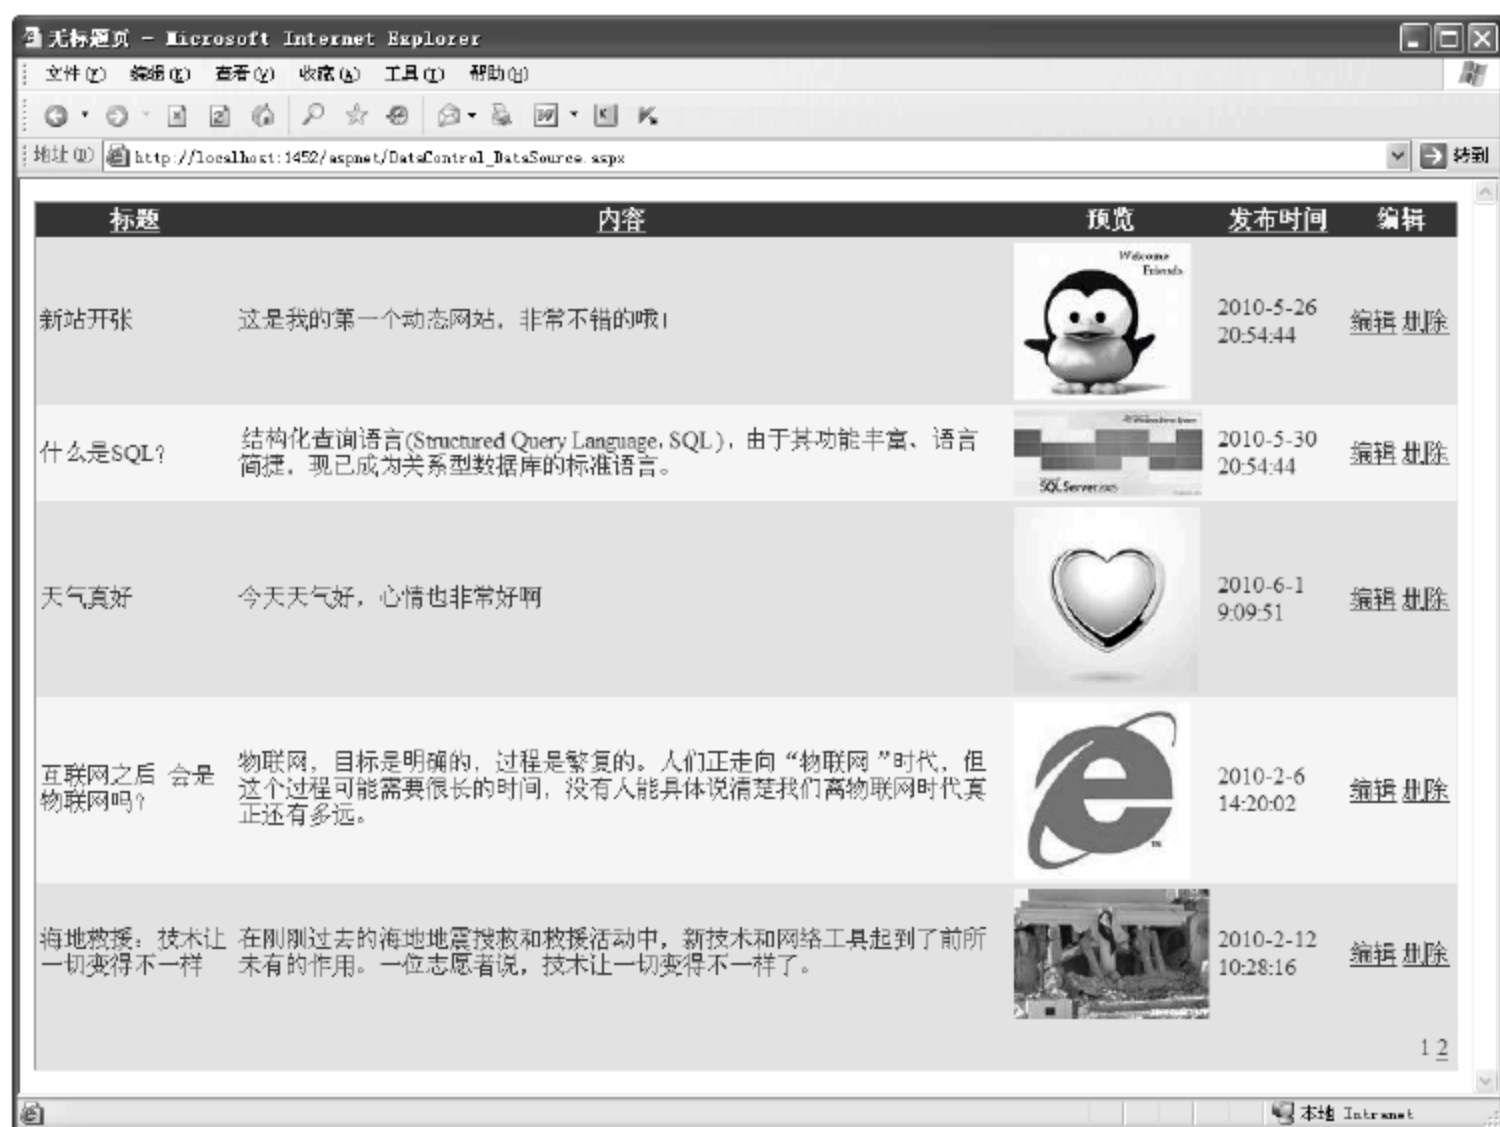 无标题页 - Microsoft Internet Explorer
文件(F) 编辑(E) 查看(V) 收藏(A) 工具(T) 帮助(H)
地址(D) http://localhost:1452/aspnet/DataControl_DataSource.aspx 转到
标题 内容 预览 发布时间 编辑
新站开张 这是我的第一个动态网站，非常不错的哦！
Welcome
Friends
2010-5-26
20:54:44
编辑 删除
什么是SQL？
结构化查询语言(Structured Query Language, SQL)，由于其功能丰富、语言
简捷，现已成为关系型数据库的标准语言。
SQL Server 2005
2010-5-30
20:54:44
编辑 删除
天气真好 今天天气好，心情也非常好啊
2010-6-1
9:09:51
编辑 删除
互联网之后 会是
物联网吗？
物联网，目标是明确的，过程是繁复的。人们正走向“物联网”时代，但
这个过程可能需要很长的时间，没有人能具体说清楚我们离物联网时代真
正还有多远。
TM
2010-2-6
14:20:02
编辑 删除
海地救援：技术让
一切变得不一样
在刚刚过去的海地地震搜救和救援活动中，新技术和网络工具起到了前所
未有的作用。一位志愿者说，技术让一切变得不一样了。
2010-2-12
10:28:16
编辑 删除
1 2
本地 Intranet